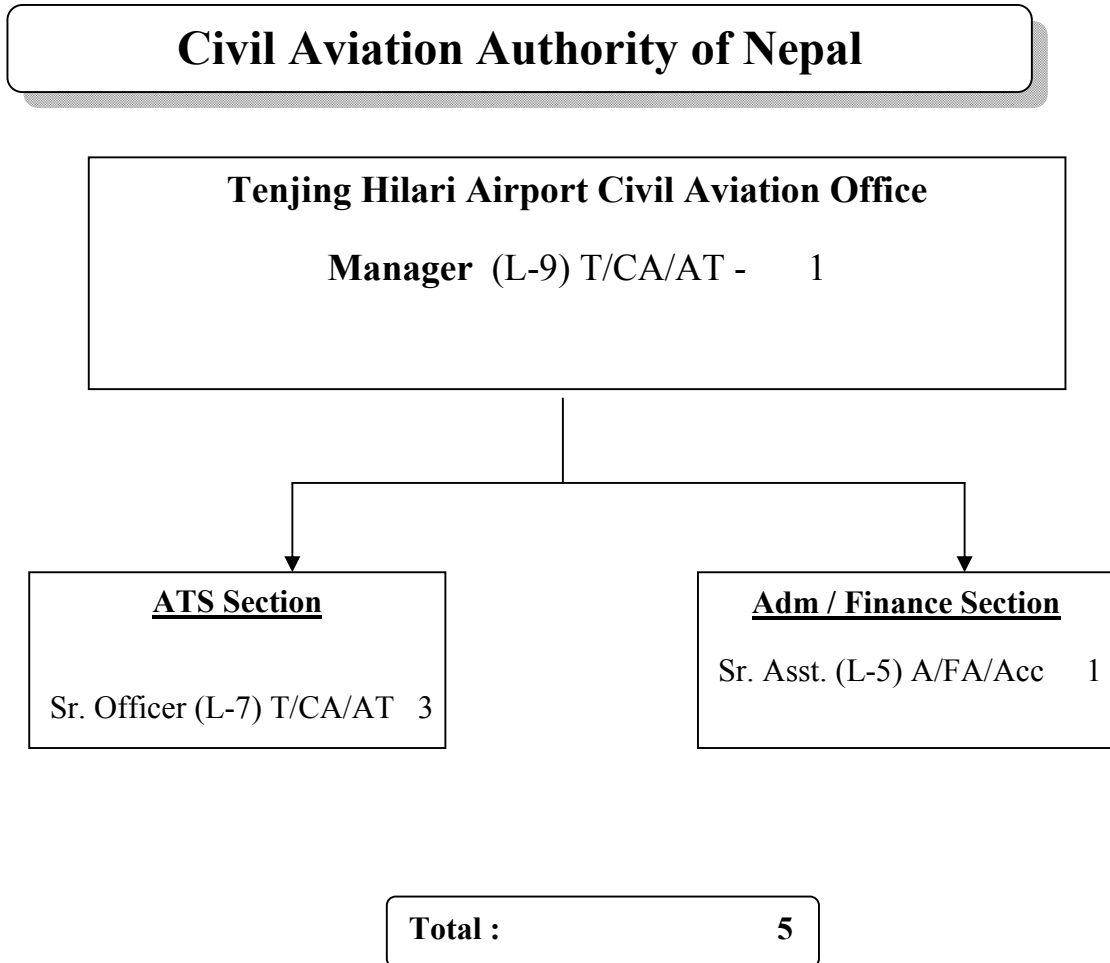 Civil Aviation Authority of Nepal
Tenjing Hilari Airport Civil Aviation Office
Manager (L-9) T/CA/AT - 1
ATS Section
Sr. Officer (L-7) T/CA/AT 3
Adm / Finance Section
Sr. Asst. (L-5) A/FA/Acc 1
Total : 5